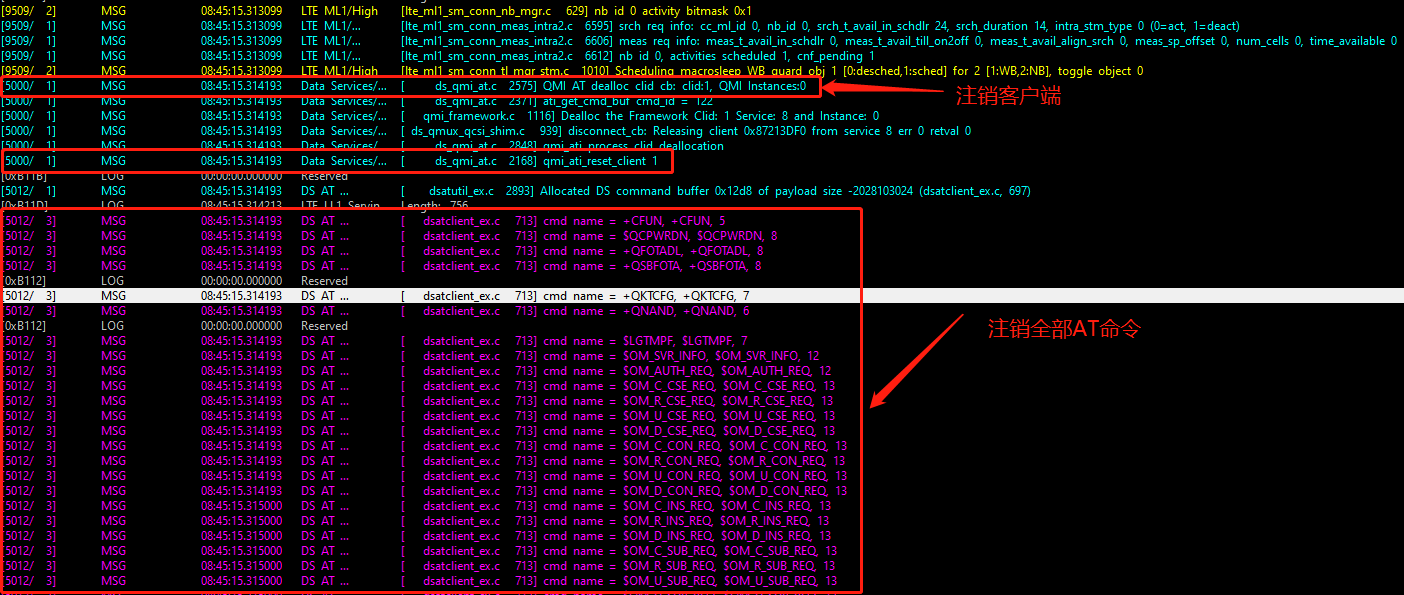 [9509/ 2] MSG 08:45:15.313099 LTE ML1/High [lte_ml1_sm_conn_nb_mgr.c 629] nb id 0 activity bitmask 0x1
[9509/ 1] MSG 08:45:15.313099 LTE ML1/... [lte_ml1_sm_conn_meas_intra2.c 6595] srch req info: cc_ml_id 0, nb_id 0, srch_t_avail_in_schdlr 24, srch_duration 14, intra_stm_type 0 (0=act, 1=deact)
[9509/ 1] MSG 08:45:15.313099 LTE ML1/... [lte_ml1_sm_conn_meas_intra2.c 6606] meas req info: meas_t_avail_in_schdlr 0, meas_t_avail_till_on2off 0, meas_t_avail_align_srch 0, meas_sp_offset 0, num_cells 0, time_available 0
[9509/ 1] MSG 08:45:15.313099 LTE ML1/... [lte_ml1_sm_conn_meas_intra2.c 6612] nb id 0, activities scheduled 1, cnf_pending 1
[9509/ 2] MSG 08:45:15.313099 LTE ML1/High [lte_ml1_sm_conn_tl_mgr_stm.c 1010] Scheduling macrosleep WB guard obj 1 [0:desched,1:sched] for 2 [1:WB,2:NB], toggle object 0
[5000/ 1] MSG 08:45:15.314193 Data Services/... [ ds_qmi_at.c 2575] QMI AT dealloc clid cb: clid:1, QMI Instances:0
注销客户端
[5000/ 1] MSG 08:45:15.314193 Data Services/... [ ds_qmi_at.c 2371] ati_get_cmd_buf cmd_id = 122
[5000/ 1] MSG 08:45:15.314193 Data Services/... [ qmi_framework.c 1116] Dealloc the Framework Clid: 1 Service: 8 and Instance: 0
[5000/ 1] MSG 08:45:15.314193 Data Services/... [ ds_qmux_qcsi_shim.c 939] disconnect_cb: Releasing client 0x87213DF0 from service 8 err 0 retval 0
[5000/ 1] MSG 08:45:15.314193 Data Services/... [ ds_qmi_at.c 2848] qmi_ati_process_clid_deallocation
[5000/ 1] MSG 08:45:15.314193 Data Services/... [ ds_qmi_at.c 2168] qmi_ati_reset_client 1
[0xB11B] LOG 00:00:00.000000 Reserved
[5012/ 1] MSG 08:45:15.314193 DS AT ... [ dsatutil_ex.c 2893] Allocated DS command buffer 0x12d8 of payload size -2028103024 (dsatclient_ex.c, 697)
[0xB11D] LOG 08:45:15.314213 LTE LL1 Servin... Length: 756
[5012/ 3] MSG 08:45:15.314193 DS AT ... [ dsatclient_ex.c 713] cmd name = +CFUN, +CFUN, 5
[5012/ 3] MSG 08:45:15.314193 DS AT ... [ dsatclient_ex.c 713] cmd name = $QCPWRDN, $QCPWRDN, 8
[5012/ 3] MSG 08:45:15.314193 DS AT ... [ dsatclient_ex.c 713] cmd name = +QFOTADL, +QFOTADL, 8
[5012/ 3] MSG 08:45:15.314193 DS AT ... [ dsatclient_ex.c 713] cmd name = +QSBFOTA, +QSBFOTA, 8
[0xB112] LOG 00:00:00.000000 Reserved
[5012/ 3] MSG 08:45:15.314193 DS AT ... [ dsatclient_ex.c 713] cmd name = +QKTCFG, +QKTCFG, 7
[5012/ 3] MSG 08:45:15.314193 DS AT ... [ dsatclient_ex.c 713] cmd name = +QNAND, +QNAND, 6
[0xB112] LOG 00:00:00.000000 Reserved
注销全部AT命令
[5012/ 3] MSG 08:45:15.314193 DS AT ... [ dsatclient_ex.c 713] cmd name = $LGTMPF, $LGTMPF, 7
[5012/ 3] MSG 08:45:15.314193 DS AT ... [ dsatclient_ex.c 713] cmd name = $OM_SVR_INFO, $OM_SVR_INFO, 12
[5012/ 3] MSG 08:45:15.314193 DS AT ... [ dsatclient_ex.c 713] cmd name = $OM_AUTH_REQ, $OM_AUTH_REQ, 12
[5012/ 3] MSG 08:45:15.314193 DS AT ... [ dsatclient_ex.c 713] cmd name = $OM_C_CSE_REQ, $OM_C_CSE_REQ, 13
[5012/ 3] MSG 08:45:15.314193 DS AT ... [ dsatclient_ex.c 713] cmd name = $OM_R_CSE_REQ, $OM_R_CSE_REQ, 13
[5012/ 3] MSG 08:45:15.314193 DS AT ... [ dsatclient_ex.c 713] cmd name = $OM_U_CSE_REQ, $OM_U_CSE_REQ, 13
[5012/ 3] MSG 08:45:15.314193 DS AT ... [ dsatclient_ex.c 713] cmd name = $OM_D_CSE_REQ, $OM_D_CSE_REQ, 13
[5012/ 3] MSG 08:45:15.314193 DS AT ... [ dsatclient_ex.c 713] cmd name = $OM_C_CON_REQ, $OM_C_CON_REQ, 13
[5012/ 3] MSG 08:45:15.314193 DS AT ... [ dsatclient_ex.c 713] cmd name = $OM_R_CON_REQ, $OM_R_CON_REQ, 13
[5012/ 3] MSG 08:45:15.314193 DS AT ... [ dsatclient_ex.c 713] cmd name = $OM_U_CON_REQ, $OM_U_CON_REQ, 13
[5012/ 3] MSG 08:45:15.314193 DS AT ... [ dsatclient_ex.c 713] cmd name = $OM_D_CON_REQ, $OM_D_CON_REQ, 13
[5012/ 3] MSG 08:45:15.315000 DS AT ... [ dsatclient_ex.c 713] cmd name = $OM_C_INS_REQ, $OM_C_INS_REQ, 13
[5012/ 3] MSG 08:45:15.315000 DS AT ... [ dsatclient_ex.c 713] cmd name = $OM_R_INS_REQ, $OM_R_INS_REQ, 13
[5012/ 3] MSG 08:45:15.315000 DS AT ... [ dsatclient_ex.c 713] cmd name = $OM_D_INS_REQ, $OM_D_INS_REQ, 13
[5012/ 3] MSG 08:45:15.315000 DS AT ... [ dsatclient_ex.c 713] cmd name = $OM_C_SUB_REQ, $OM_C_SUB_REQ, 13
[5012/ 3] MSG 08:45:15.315000 DS AT ... [ dsatclient_ex.c 713] cmd name = $OM_R_SUB_REQ, $OM_R_SUB_REQ, 13
[5012/ 3] MSG 08:45:15.315000 DS AT ... [ dsatclient_ex.c 713] cmd name = $OM_U_SUB_REQ, $OM_U_SUB_REQ, 13